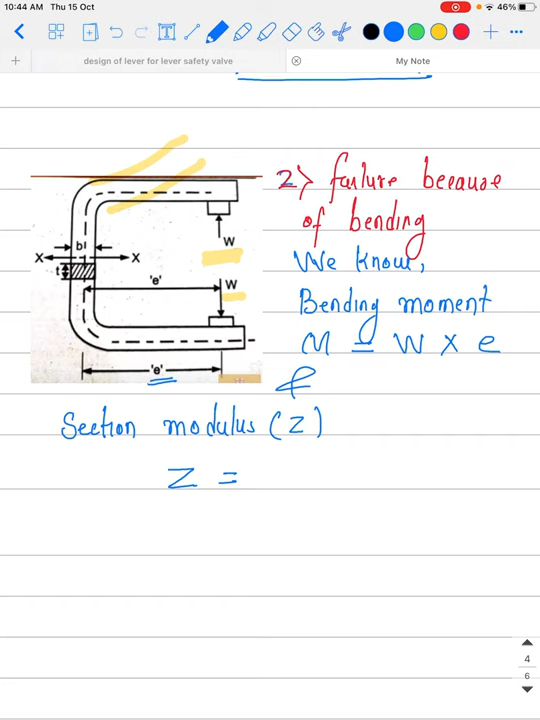 10:44 AM Thu 15 Oct
46%
design of lever for lever safety valve
My Note
2> failure because
of bending
We know,
Bending moment
M = W x e
&
Section modulus (Z)
Z =
b
X X
t
W
W
'e'
'e'
4
6